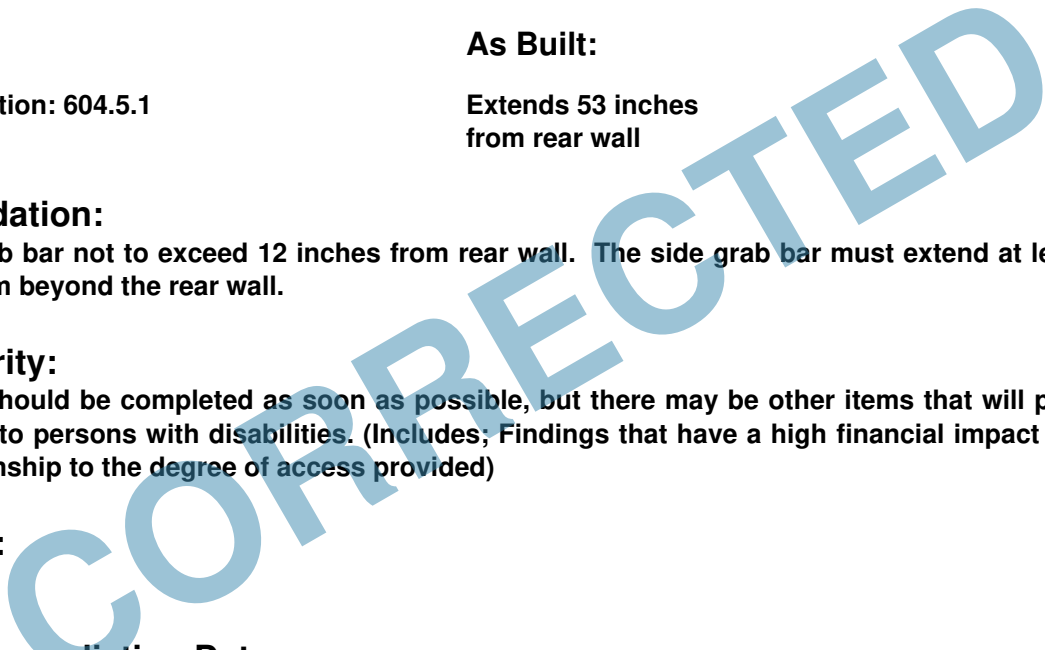 As Built:
tion: 604.5.1
Extends 53 inches
from rear wall
dation:
b bar not to exceed 12 inches from rear wall. The side grab bar must extend at le
m beyond the rear wall.
rity:
hould be completed as soon as possible, but there may be other items that will p
to persons with disabilities. (Includes; Findings that have a high financial impact
nship to the degree of access provided)
:
CORRECTED